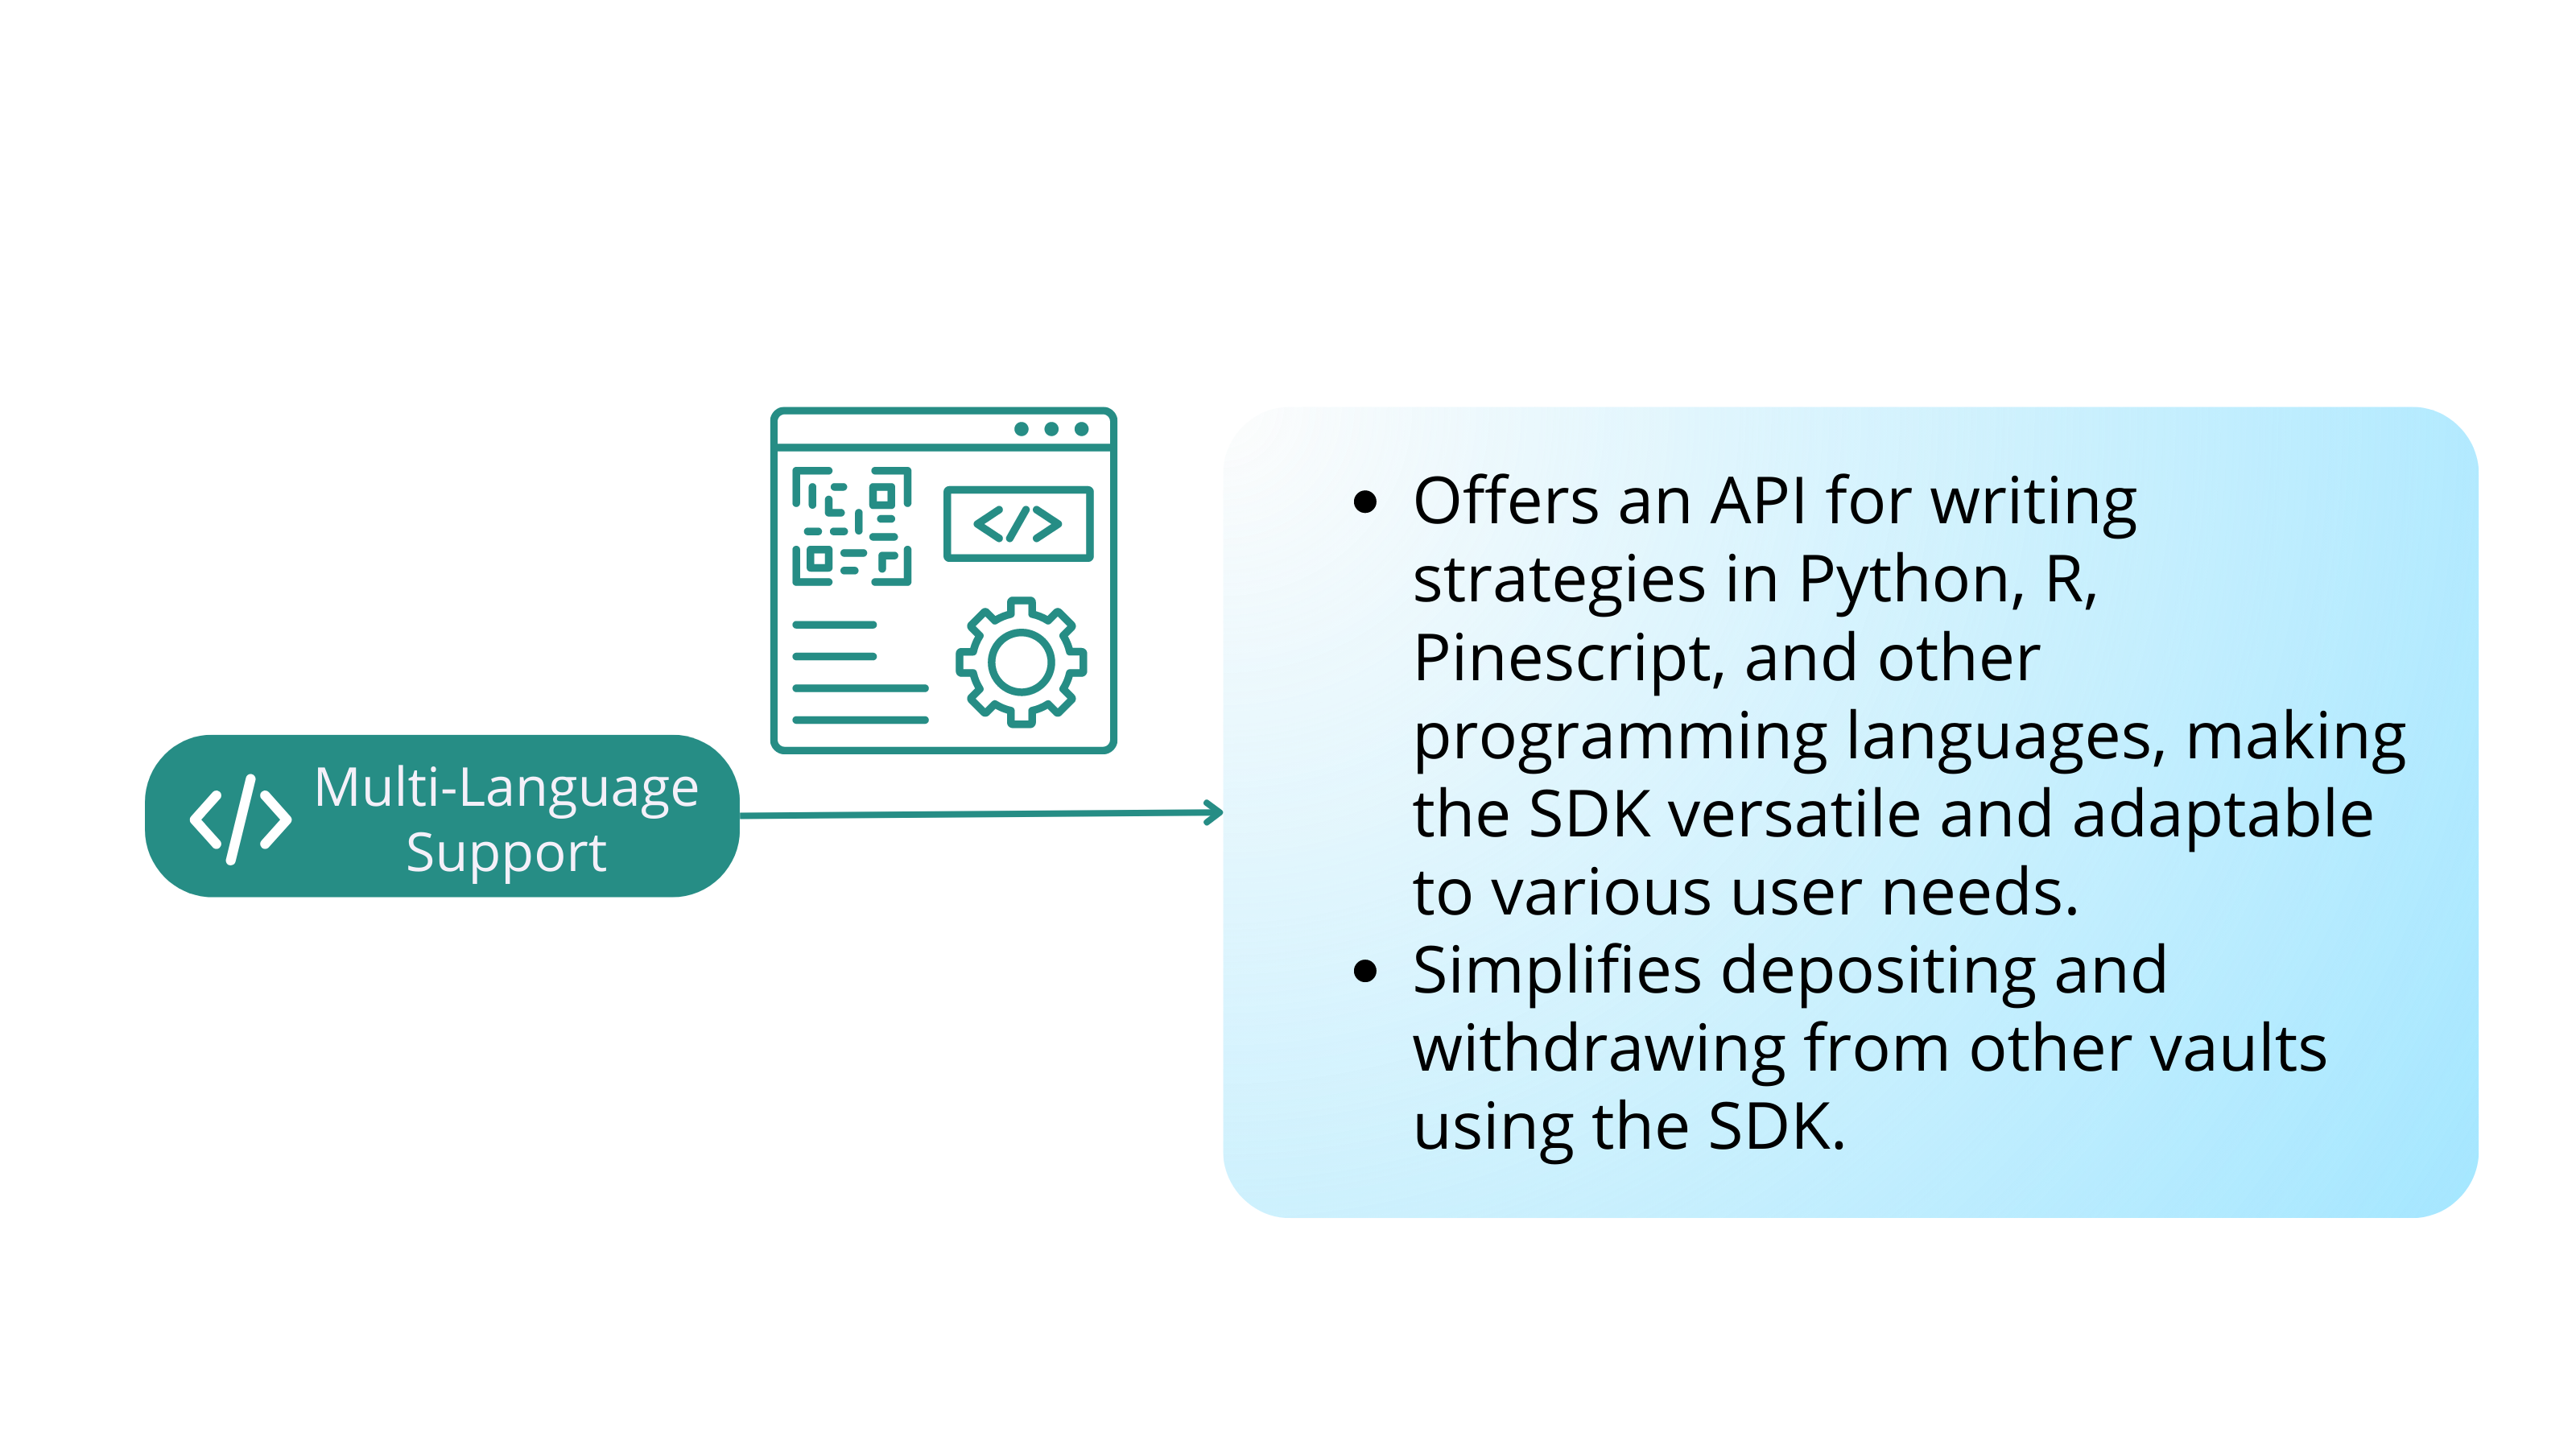 Multi-Language
Support
• Offers an API for writing
strategies in Python, R,
Pinescript, and other
programming languages, making
the SDK versatile and adaptable
to various user needs.
• Simplifies depositing and
withdrawing from other vaults
using the SDK.